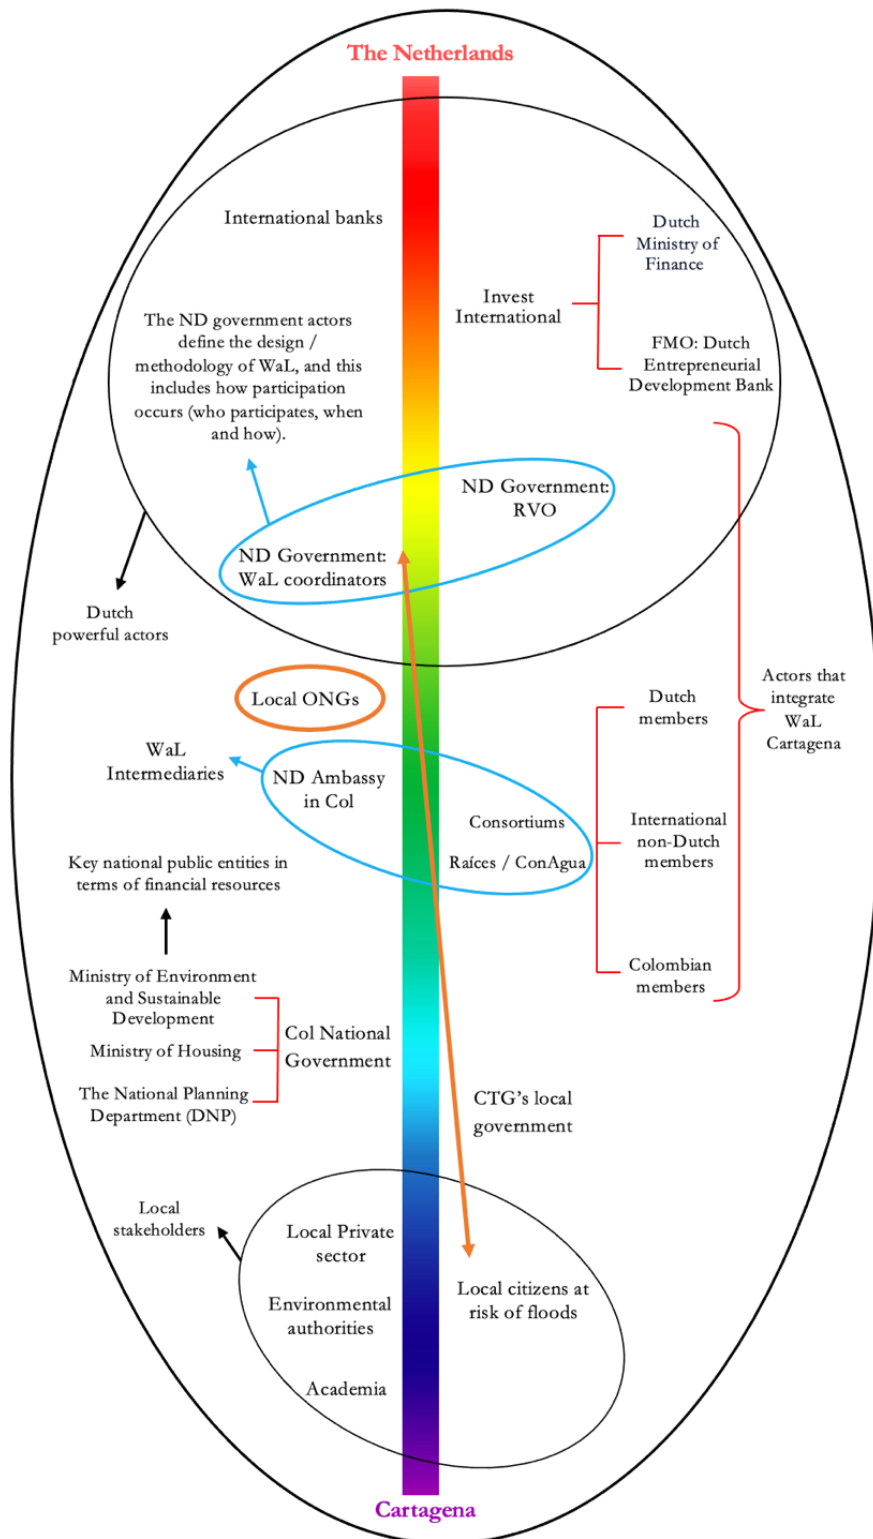 The Netherlands
International banks
Dutch
Ministry of
Finance
Invest
International
FMO: Dutch
Entrepreneurial
Development Bank
The ND government actors
define the design /
methodology of WaL, and this
includes how participation
occurs (who participates, when
and how).
ND Government:
RVO
ND Government:
WaL coordinators
Dutch
powerful actors
Local ONGs
Dutch
members
Actors that
integrate
WaL
Cartagena
WaL
Intermediaries
ND Ambassy
in Col
Consortiums
Raíces / ConAgua
International
non-Dutch
members
Key national public entities in
terms of financial resources
Colombian
members
Ministry of Environment
and Sustainable
Development
Ministry of Housing
The National Planning
Department (DNP)
Col National
Government
CTG's local
government
Local
stakeholders
Local Private
sector
Environmental
authorities
Academia
Local citizens at
risk of floods
Cartagena